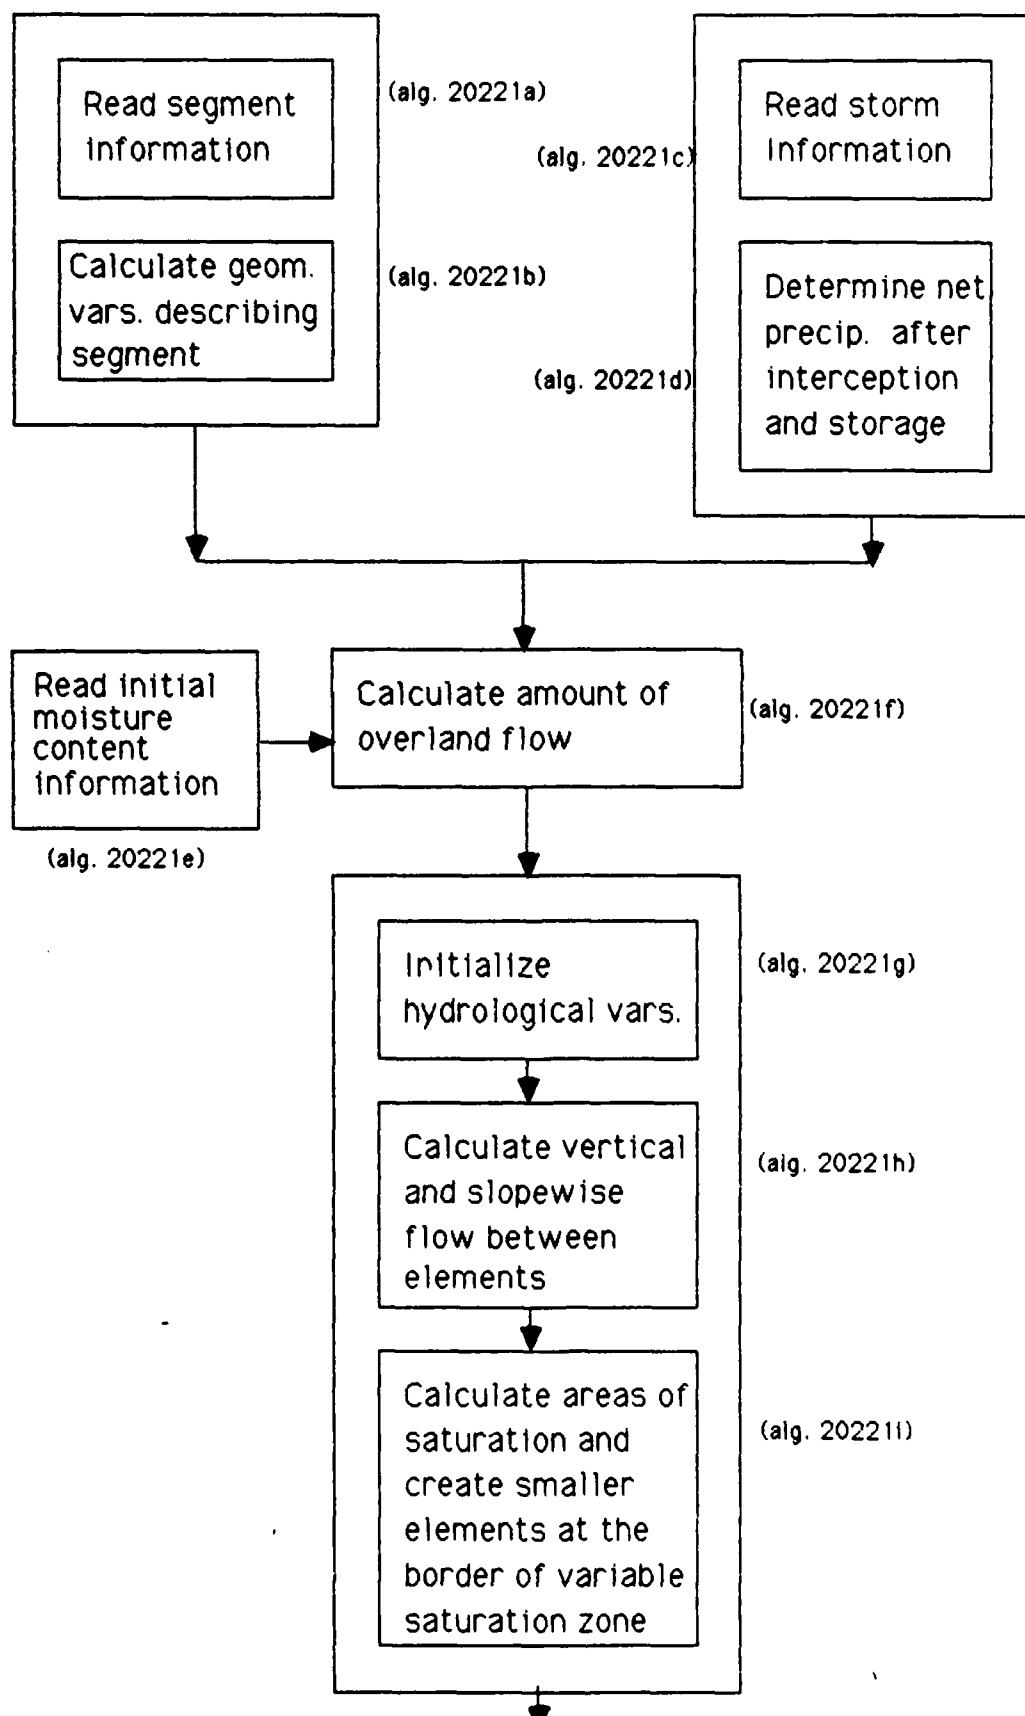 Read segment
information
(alg. 20221a)
Calculate geom.
vars. describing
segment
(alg. 20221b)
Read storm
Information
(alg. 20221c)
Determine net
precip. after
interception
and storage
(alg. 20221d)
Read initial
moisture
content
information
(alg. 20221e)
Calculate amount of
overland flow
(alg. 20221f)
Initialize
hydrological vars.
(alg. 20221g)
Calculate vertical
and slopewise
flow between
elements
(alg. 20221h)
Calculate areas of
saturation and
create smaller
elements at the
border of variable
saturation zone
(alg. 20221i)